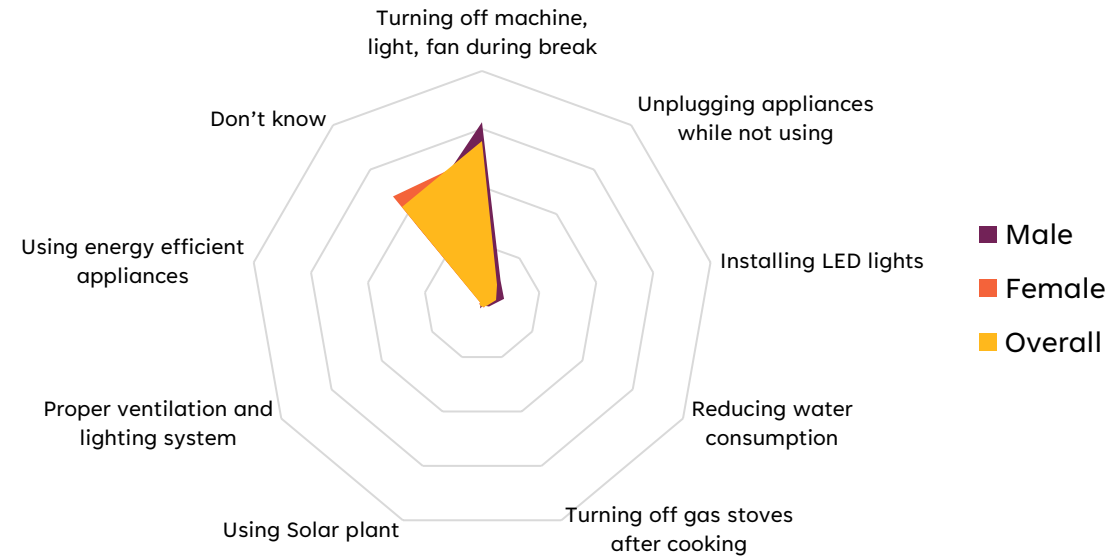 Turning off machine,
light, fan during break
Unplugging appliances
while not using
Installing LED lights
Reducing water
consumption
Turning off gas stoves
after cooking
Using Solar plant
Proper ventilation and
lighting system
Using energy efficient
appliances
Don’t know
Male
Female
Overall